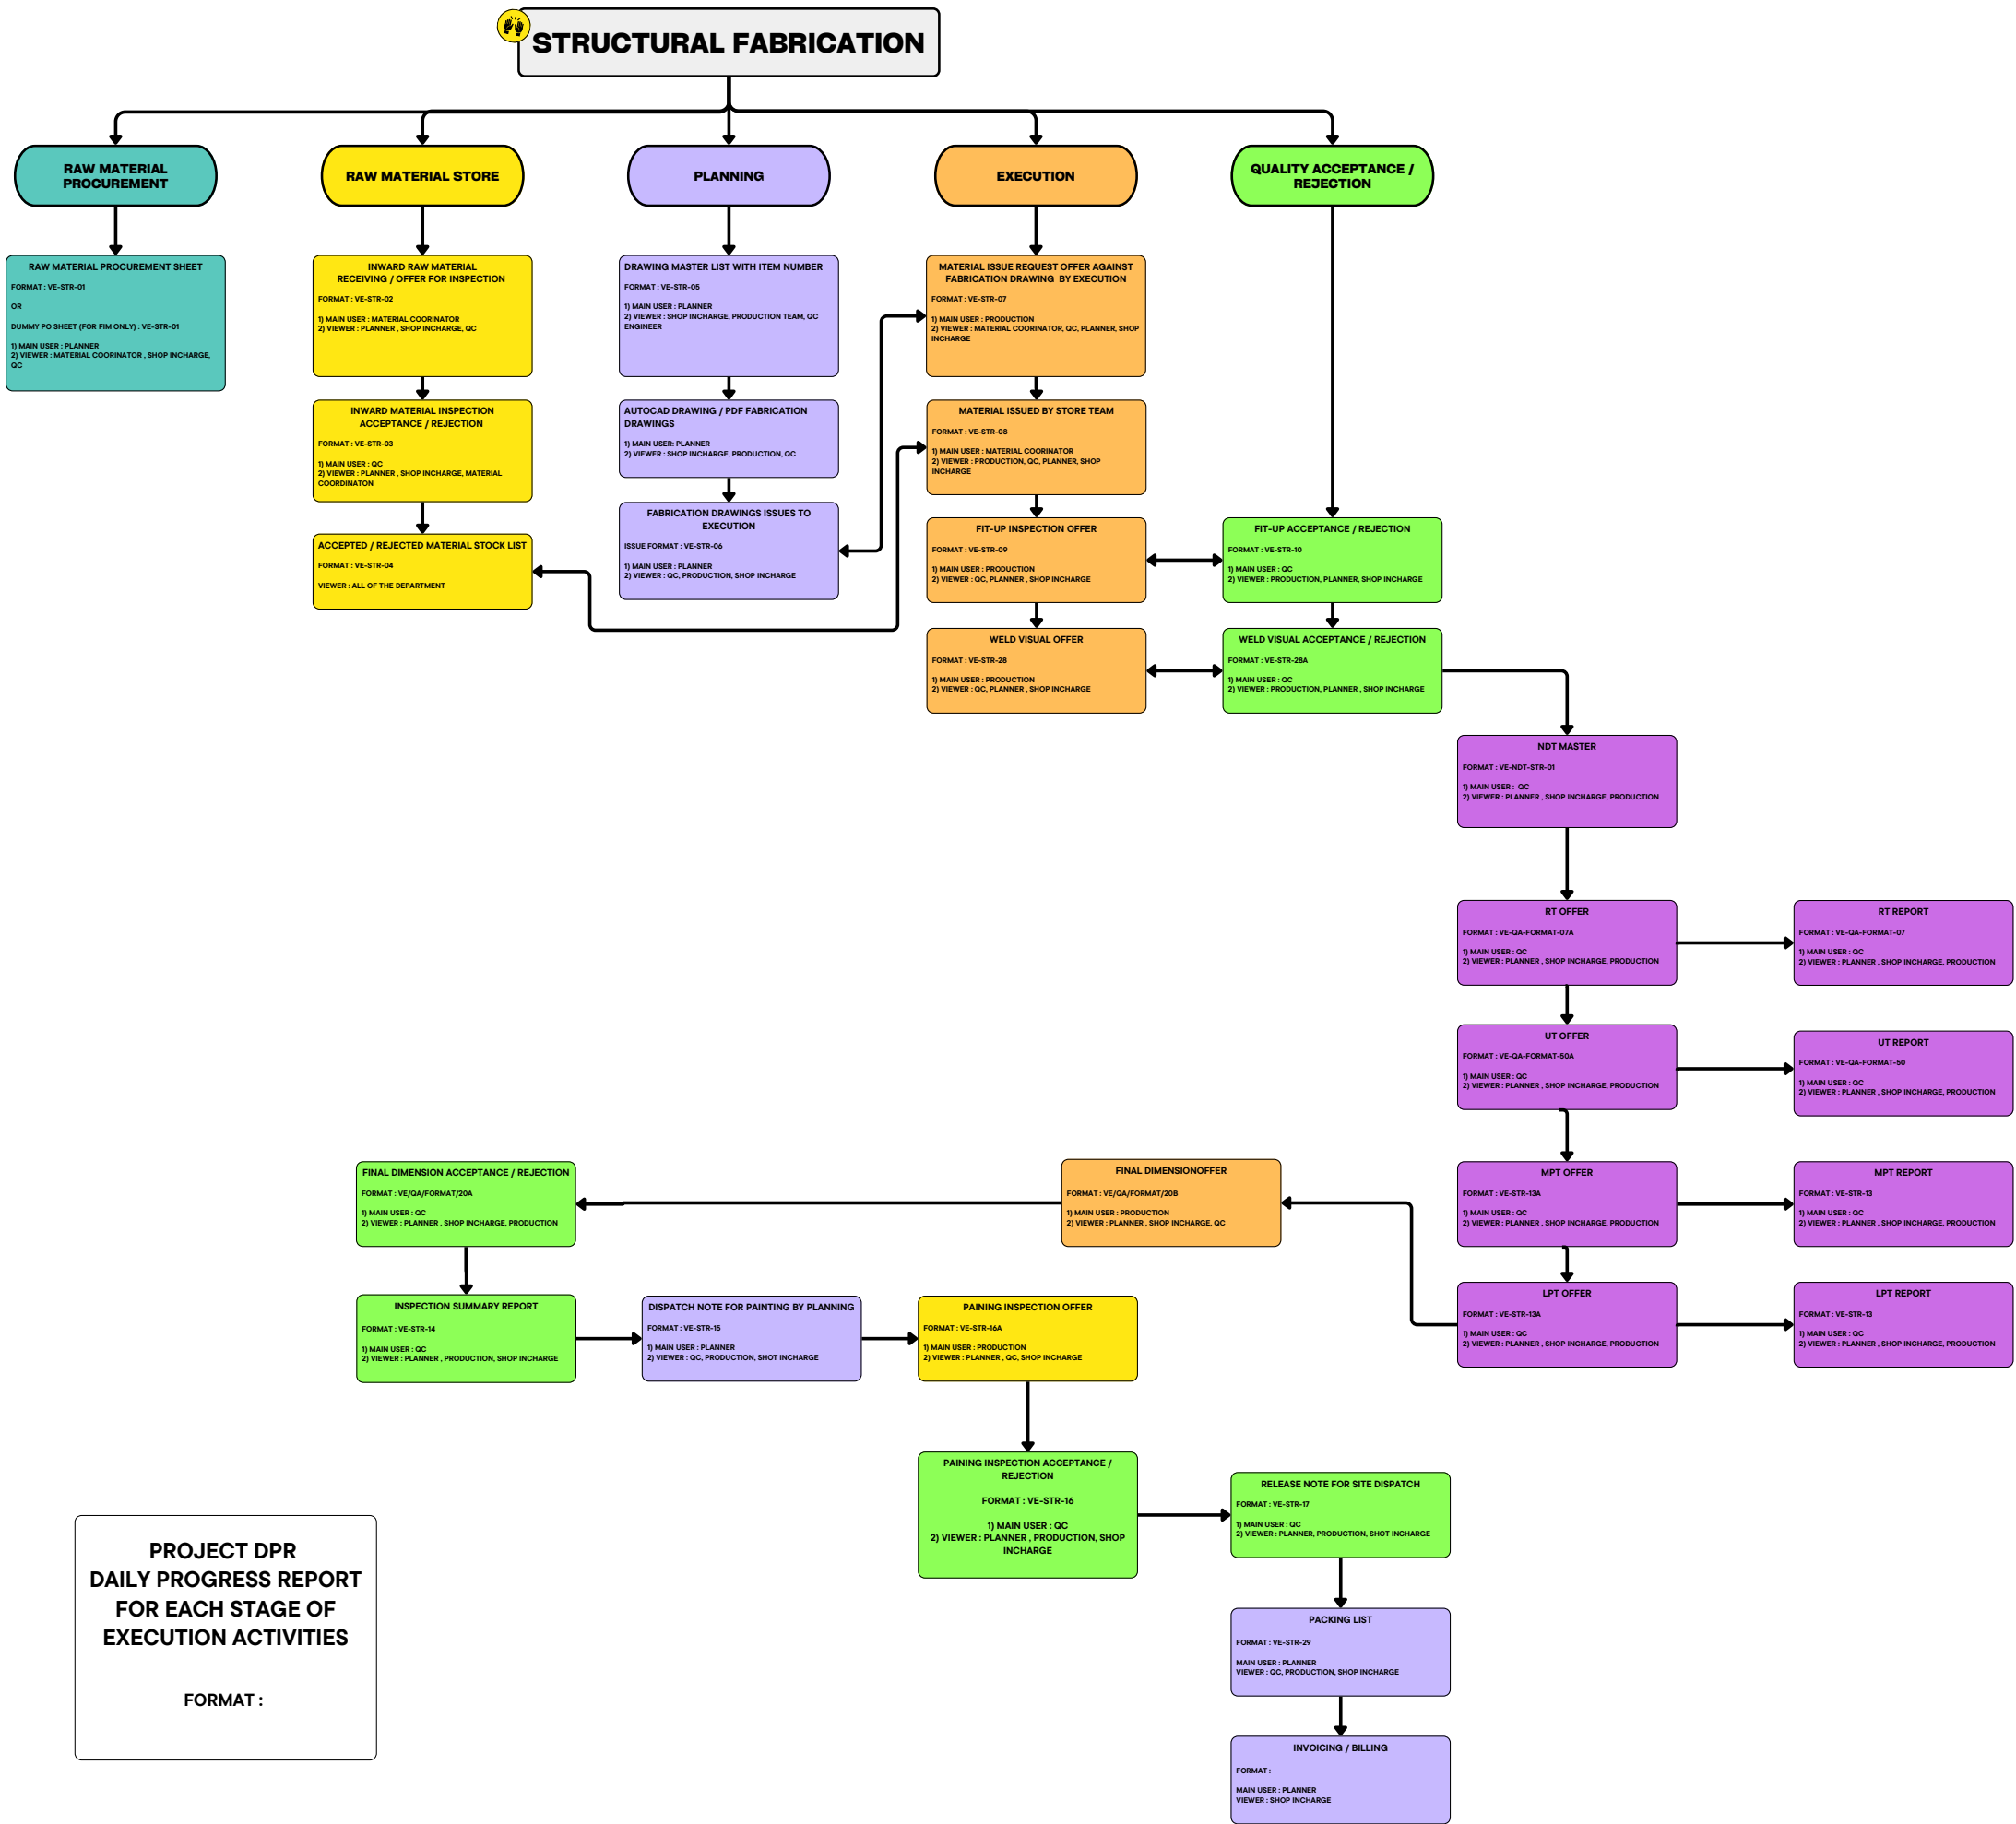 STRUCTURAL FABRICATION
RAW MATERIAL
PROCUREMENT
RAW MATERIAL STORE
PLANNING
EXECUTION
QUALITY ACCEPTANCE /
REJECTION
RAW MATERIAL PROCUREMENT SHEET
FORMAT : VE-STR-01
OR
DUMMY PO SHEET (FOR FIM ONLY) : VE-STR-01
1) MAIN USER : PLANNER
2) VIEWER : MATERIAL COORINATOR , SHOP INCHARGE,
QC
INWARD RAW MATERIAL
RECEIVING / OFFER FOR INSPECTION
FORMAT : VE-STR-02
1) MAIN USER : MATERIAL COORINATOR
2) VIEWER : PLANNER , SHOP INCHARGE, QC
INWARD MATERIAL INSPECTION
ACCEPTANCE / REJECTION
FORMAT : VE-STR-03
1) MAIN USER : QC
2) VIEWER : PLANNER , SHOP INCHARGE, MATERIAL
COORDINATON
ACCEPTED / REJECTED MATERIAL STOCK LIST
FORMAT : VE-STR-04
VIEWER : ALL OF THE DEPARTMENT
DRAWING MASTER LIST WITH ITEM NUMBER
FORMAT : VE-STR-05
1) MAIN USER : PLANNER
2) VIEWER : SHOP INCHARGE, PRODUCTION TEAM, QC
ENGINEER
AUTOCAD DRAWING / PDF FABRICATION
DRAWINGS
1) MAIN USER: PLANNER
2) VIEWER : SHOP INCHARGE, PRODUCTION, QC
FABRICATION DRAWINGS ISSUES TO
EXECUTION
ISSUE FORMAT : VE-STR-06
1) MAIN USER : PLANNER
2) VIEWER : QC, PRODUCTION, SHOP INCHARGE
MATERIAL ISSUE REQUEST OFFER AGAINST
FABRICATION DRAWING  BY EXECUTION
FORMAT : VE-STR-07
1) MAIN USER : PRODUCTION
2) VIEWER : MATERIAL COORINATOR, QC, PLANNER, SHOP
INCHARGE
MATERIAL ISSUED BY STORE TEAM
FORMAT : VE-STR-08
1) MAIN USER : MATERIAL COORINATOR
2) VIEWER : PRODUCTION, QC, PLANNER, SHOP
INCHARGE
FIT-UP INSPECTION OFFER
FORMAT : VE-STR-09
1) MAIN USER : PRODUCTION
2) VIEWER : QC, PLANNER , SHOP INCHARGE
WELD VISUAL OFFER
FORMAT : VE-STR-28
1) MAIN USER : PRODUCTION
2) VIEWER : QC, PLANNER , SHOP INCHARGE
FIT-UP ACCEPTANCE / REJECTION
FORMAT : VE-STR-10
1) MAIN USER : QC
2) VIEWER : PRODUCTION, PLANNER, SHOP INCHARGE
WELD VISUAL ACCEPTANCE / REJECTION
FORMAT : VE-STR-28A
1) MAIN USER : QC
2) VIEWER : PRODUCTION, PLANNER , SHOP INCHARGE
NDT MASTER
FORMAT : VE-NDT-STR-01
1) MAIN USER :  QC
2) VIEWER : PLANNER , SHOP INCHARGE, PRODUCTION
RT OFFER
FORMAT : VE-QA-FORMAT-07A
1) MAIN USER : QC
2) VIEWER : PLANNER , SHOP INCHARGE, PRODUCTION
RT REPORT
FORMAT : VE-QA-FORMAT-07
1) MAIN USER : QC
2) VIEWER : PLANNER , SHOP INCHARGE, PRODUCTION
UT OFFER
FORMAT : VE-QA-FORMAT-50A
1) MAIN USER : QC
2) VIEWER : PLANNER , SHOP INCHARGE, PRODUCTION
UT REPORT
FORMAT : VE-QA-FORMAT-50
1) MAIN USER : QC
2) VIEWER : PLANNER , SHOP INCHARGE, PRODUCTION
MPT OFFER
FORMAT : VE-STR-13A
1) MAIN USER : QC
2) VIEWER : PLANNER , SHOP INCHARGE, PRODUCTION
MPT REPORT
FORMAT : VE-STR-13
1) MAIN USER : QC
2) VIEWER : PLANNER , SHOP INCHARGE, PRODUCTION
LPT OFFER
FORMAT : VE-STR-13A
1) MAIN USER : QC
2) VIEWER : PLANNER , SHOP INCHARGE, PRODUCTION
LPT REPORT
FORMAT : VE-STR-13
1) MAIN USER : QC
2) VIEWER : PLANNER , SHOP INCHARGE, PRODUCTION
FINAL DIMENSIONOFFER
FORMAT : VE/QA/FORMAT/20B
1) MAIN USER : PRODUCTION
2) VIEWER : PLANNER , SHOP INCHARGE, QC
FINAL DIMENSION ACCEPTANCE / REJECTION
FORMAT : VE/QA/FORMAT/20A
1) MAIN USER : QC
2) VIEWER : PLANNER , SHOP INCHARGE, PRODUCTION
INSPECTION SUMMARY REPORT
FORMAT : VE-STR-14
1) MAIN USER : QC
2) VIEWER : PLANNER , PRODUCTION, SHOP INCHARGE
DISPATCH NOTE FOR PAINTING BY PLANNING
FORMAT : VE-STR-15
1) MAIN USER : PLANNER
2) VIEWER : QC, PRODUCTION, SHOT INCHARGE
PAINING INSPECTION OFFER
FORMAT : VE-STR-16A
1) MAIN USER : PRODUCTION
2) VIEWER : PLANNER , QC, SHOP INCHARGE
PAINING INSPECTION ACCEPTANCE /
REJECTION
FORMAT : VE-STR-16
1) MAIN USER : QC
2) VIEWER : PLANNER , PRODUCTION, SHOP
INCHARGE
RELEASE NOTE FOR SITE DISPATCH
FORMAT : VE-STR-17
1) MAIN USER : QC
2) VIEWER : PLANNER, PRODUCTION, SHOT INCHARGE
PACKING LIST
FORMAT : VE-STR-29
MAIN USER : PLANNER
VIEWER : QC, PRODUCTION, SHOP INCHARGE
INVOICING / BILLING
FORMAT :
MAIN USER : PLANNER
VIEWER : SHOP INCHARGE
PROJECT DPR
DAILY PROGRESS REPORT
FOR EACH STAGE OF
EXECUTION ACTIVITIES
FORMAT :